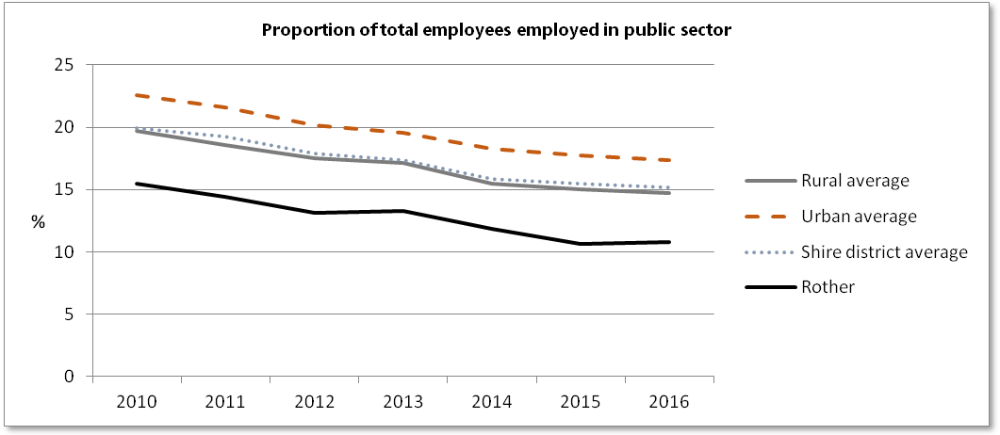 Proportion of total employees employed in public sector
25
20
15
10
5
0
%
2010 2011 2012 2013 2014 2015 2016
Rural average
Urban average
Shire district average
Rother